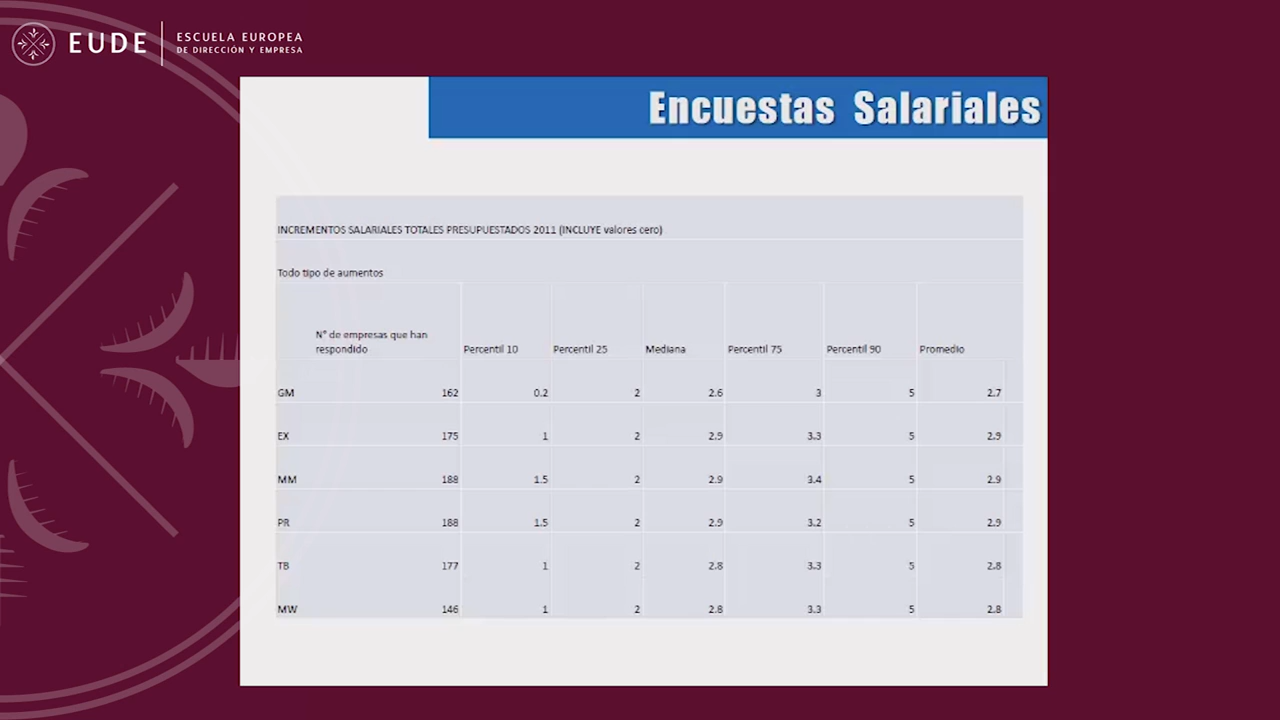 EUDE
ESCUELA EUROPEA
DE DIRECCIÓN Y EMPRESA
Encuestas Salariales
INCREMENTOS SALARIALES TOTALES PRESUPUESTADOS 2011 (INCLUYE valores cero)
Todo tipo de aumentos
Nº de empresas que han
respondido Percentil 10 Percentil 25 Mediana Percentil 75 Percentil 90 Promedio
GM 162 0.2 2 2.6 3 5 2.7
EX 175 1 2 2.9 3.3 5 2.9
MM 188 1.5 2 2.9 3.4 5 2.9
PR 188 1.5 2 2.9 3.2 5 2.9
TB 177 1 2 2.8 3.3 5 2.8
MW 146 1 2 2.8 3.3 5 2.8